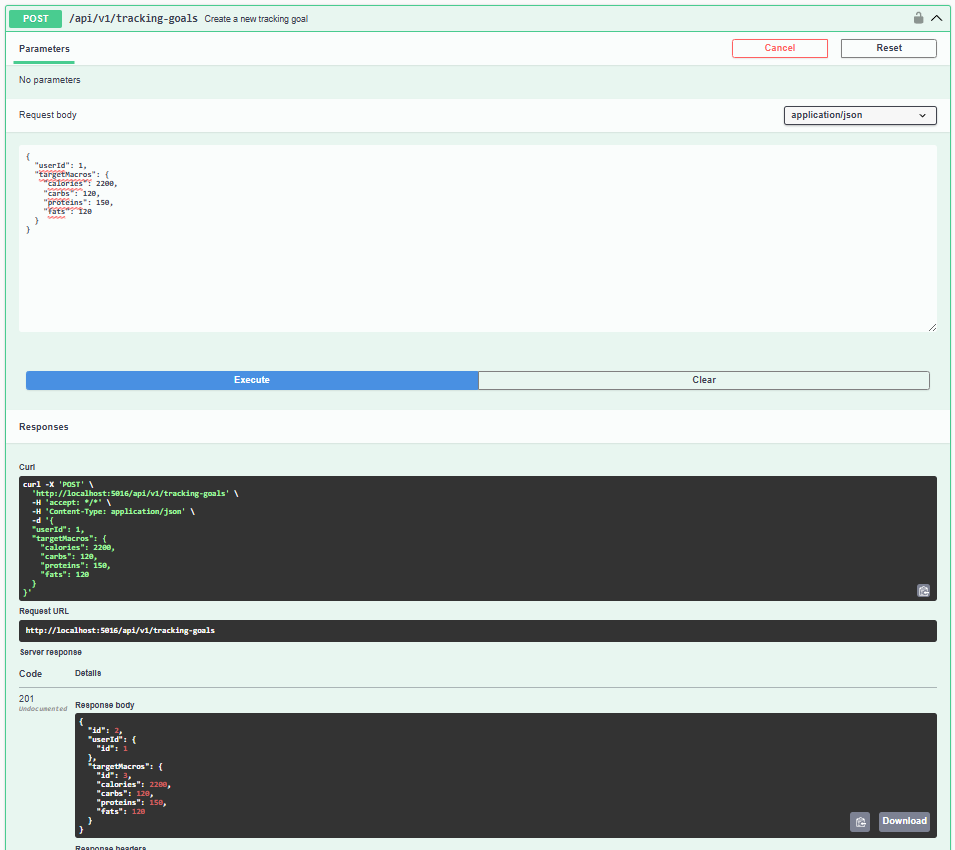 POST /api/v1/tracking-goals Create a new tracking goal
Parameters
Cancel
Reset
No parameters
Request body
application/json
{
  "userId": 1,
  "targetMacros": {
    "calories": 2200,
    "carbs": 120,
    "proteins": 150,
    "fats": 120
  }
}
Execute
Clear
Responses
Curl
curl -X 'POST' \
  'http://localhost:5016/api/v1/tracking-goals' \
  -H 'accept: */*' \
  -H 'Content-Type: application/json' \
  -d '{
  "userId": 1,
  "targetMacros": {
    "calories": 2200,
    "carbs": 120,
    "proteins": 150,
    "fats": 120
  }
}'
Request URL
http://localhost:5016/api/v1/tracking-goals
Server response
Code Details
201
Undocumented
Response body
{
  "id": 2,
  "userId": {
    "id": 1
  },
  "targetMacros": {
    "id": 3,
    "calories": 2200,
    "carbs": 120,
    "proteins": 150,
    "fats": 120
  }
}
Download
Response headers